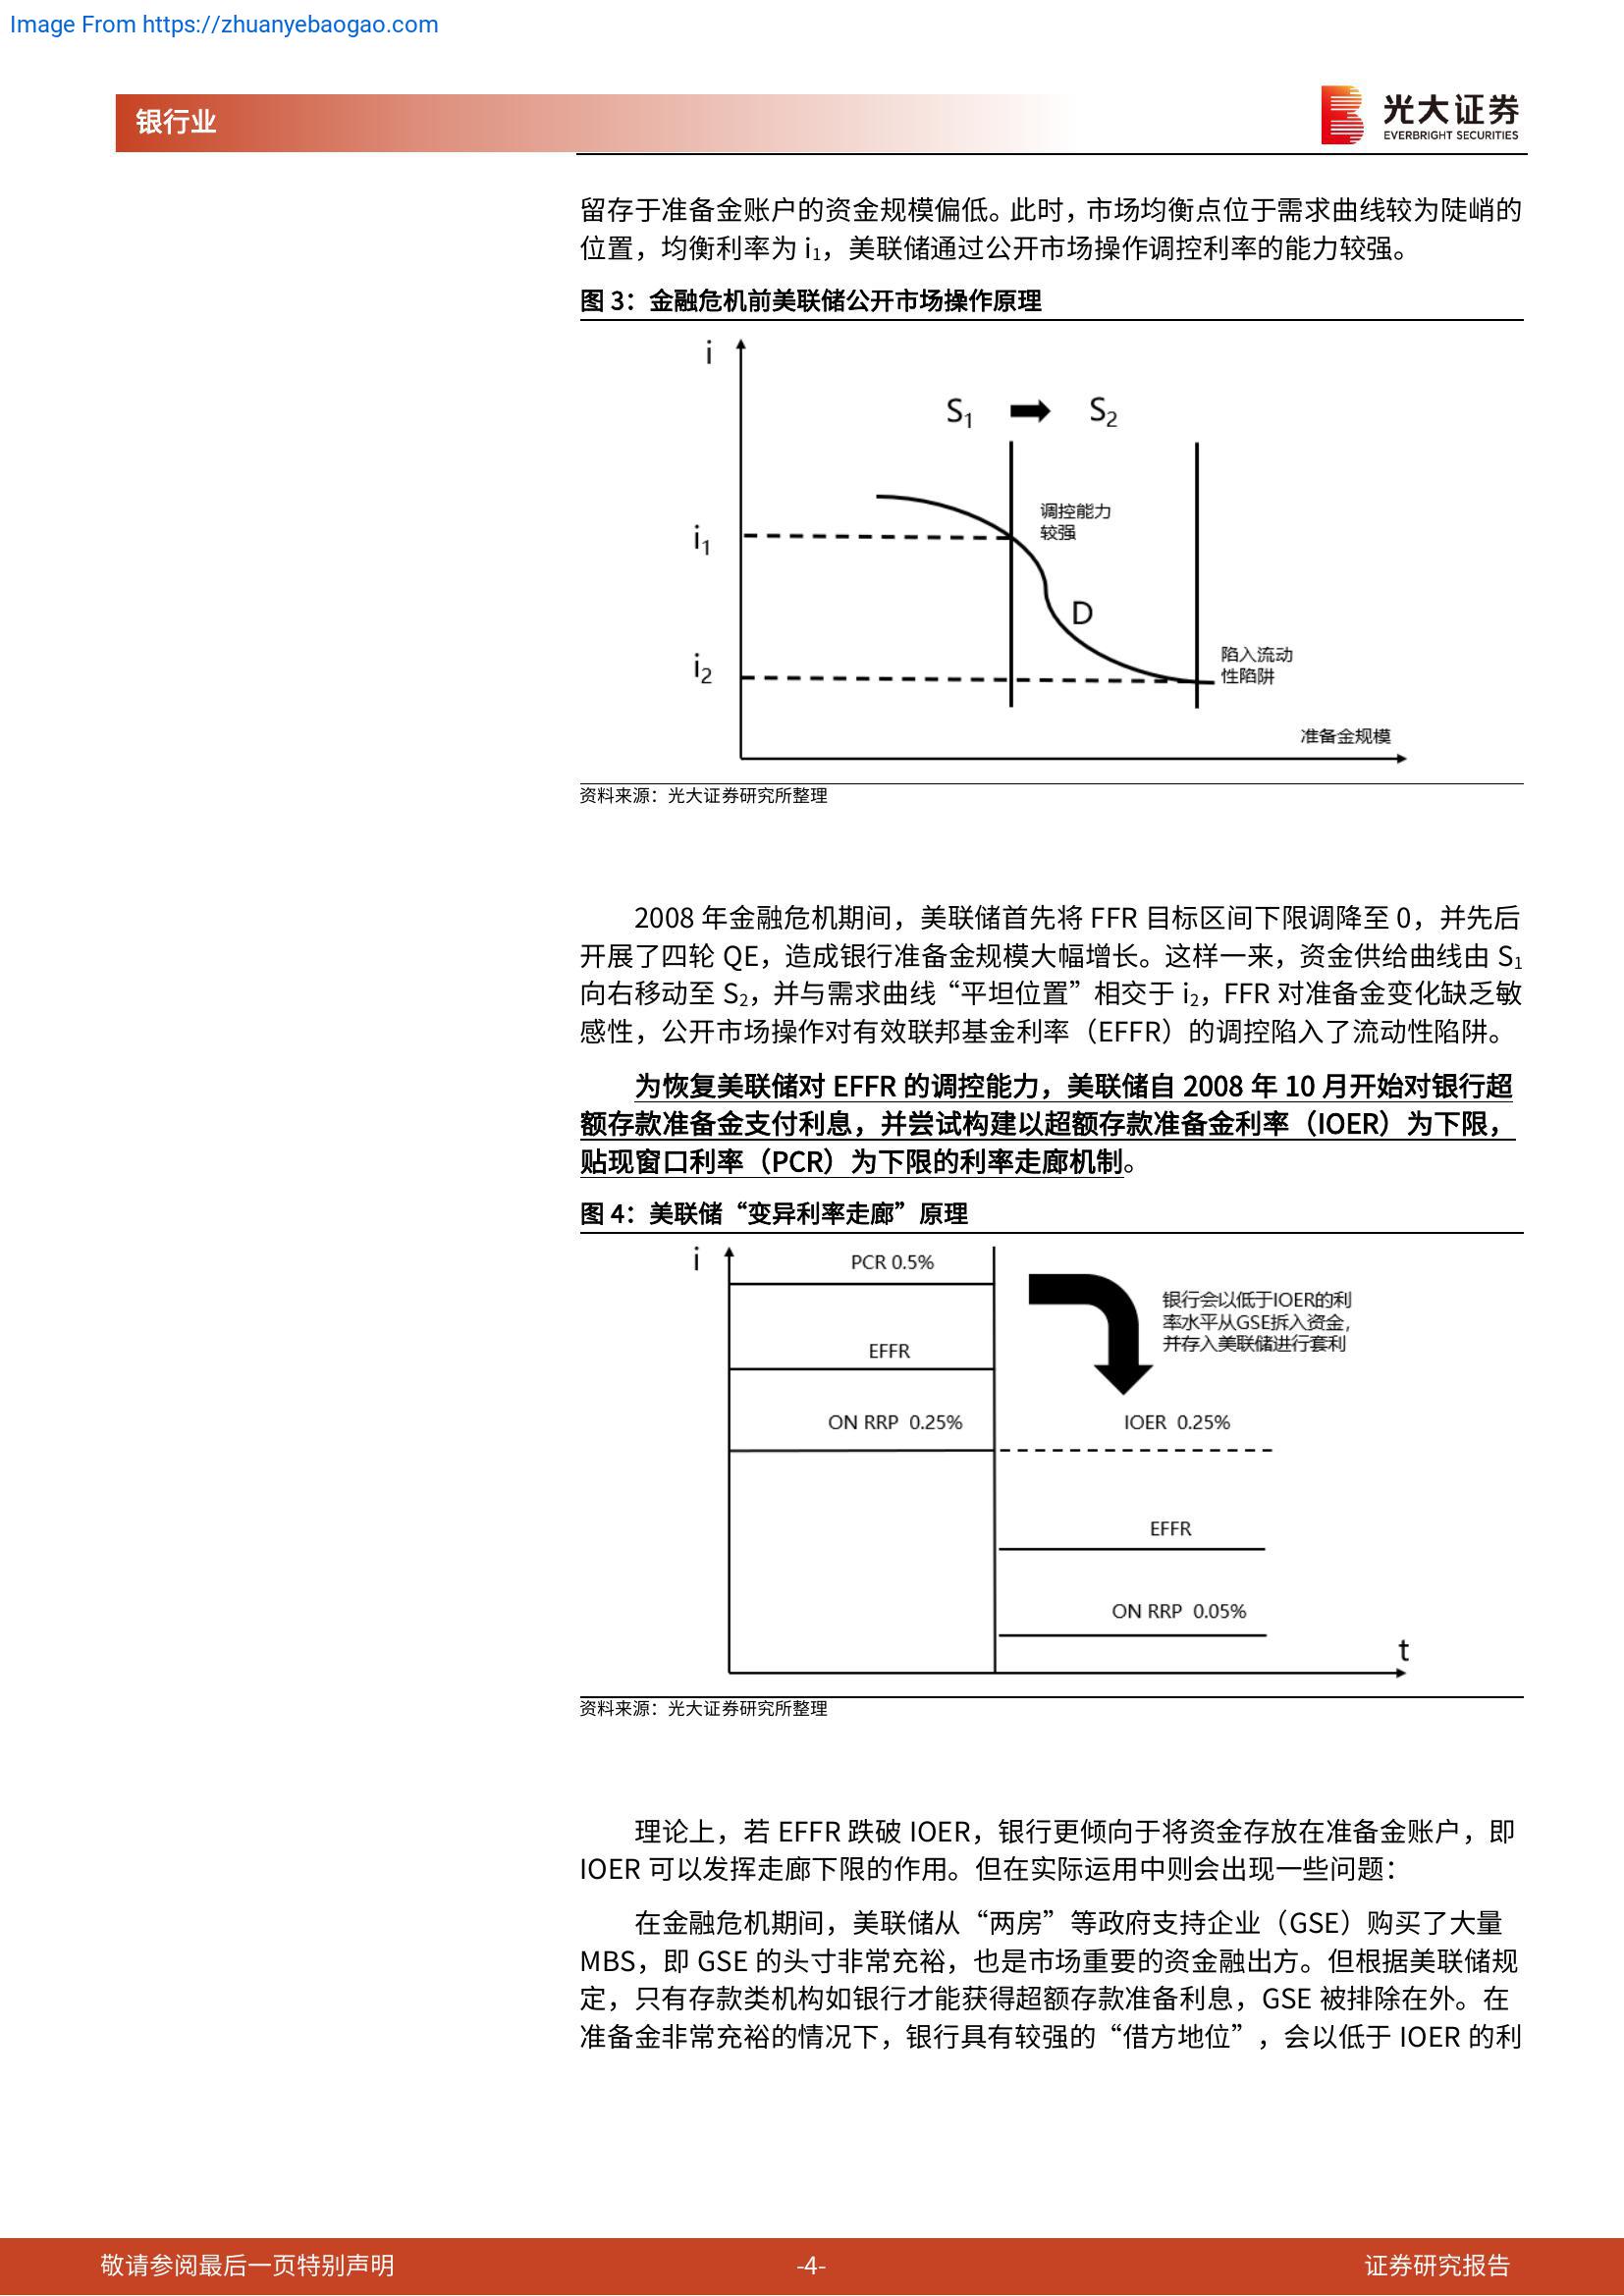 Image From https://zhuanyebaogao.com
银行业
光大证券
EVERBRIGHT SECURITIES
留存于准备金账户的资金规模偏低。此时，市场均衡点位于需求曲线较为陡峭的
位置，均衡利率为 i₁，美联储通过公开市场操作调控利率的能力较强。
图 3：金融危机前美联储公开市场操作原理
i
S₁ S₂
调控能力
较强
i₁
D
i₂
陷入流动
性陷阱
准备金规模
资料来源：光大证券研究所整理
2008 年金融危机期间，美联储首先将 FFR 目标区间下限调降至 0，并先后
开展了四轮 QE，造成银行准备金规模大幅增长。这样一来，资金供给曲线由 S₁
向右移动至 S₂，并与需求曲线“平坦位置”相交于 i₂，FFR 对准备金变化缺乏敏
感性，公开市场操作对有效联邦基金利率（EFFR）的调控陷入了流动性陷阱。
为恢复美联储对 EFFR 的调控能力，美联储自 2008 年 10 月开始对银行超
额存款准备金支付利息，并尝试构建以超额存款准备金利率（IOER）为下限，
贴现窗口利率（PCR）为下限的利率走廊机制。
图 4：美联储“变异利率走廊”原理
i
PCR 0.5%
银行会以低于IOER的利
率水平从GSE拆入资金，
并存入美联储进行套利
EFFR
ON RRP 0.25%
IOER 0.25%
EFFR
ON RRP 0.05%
t
资料来源：光大证券研究所整理
理论上，若 EFFR 跌破 IOER，银行更倾向于将资金存放在准备金账户，即
IOER 可以发挥走廊下限的作用。但在实际运用中则会出现一些问题：
在金融危机期间，美联储从“两房”等政府支持企业（GSE）购买了大量
MBS，即 GSE 的头寸非常充裕，也是市场重要的资金融出方。但根据美联储规
定，只有存款类机构如银行才能获得超额存款准备利息，GSE 被排除在外。在
准备金非常充裕的情况下，银行具有较强的“借方地位”，会以低于 IOER 的利
敬请参阅最后一页特别声明
-4-
证券研究报告